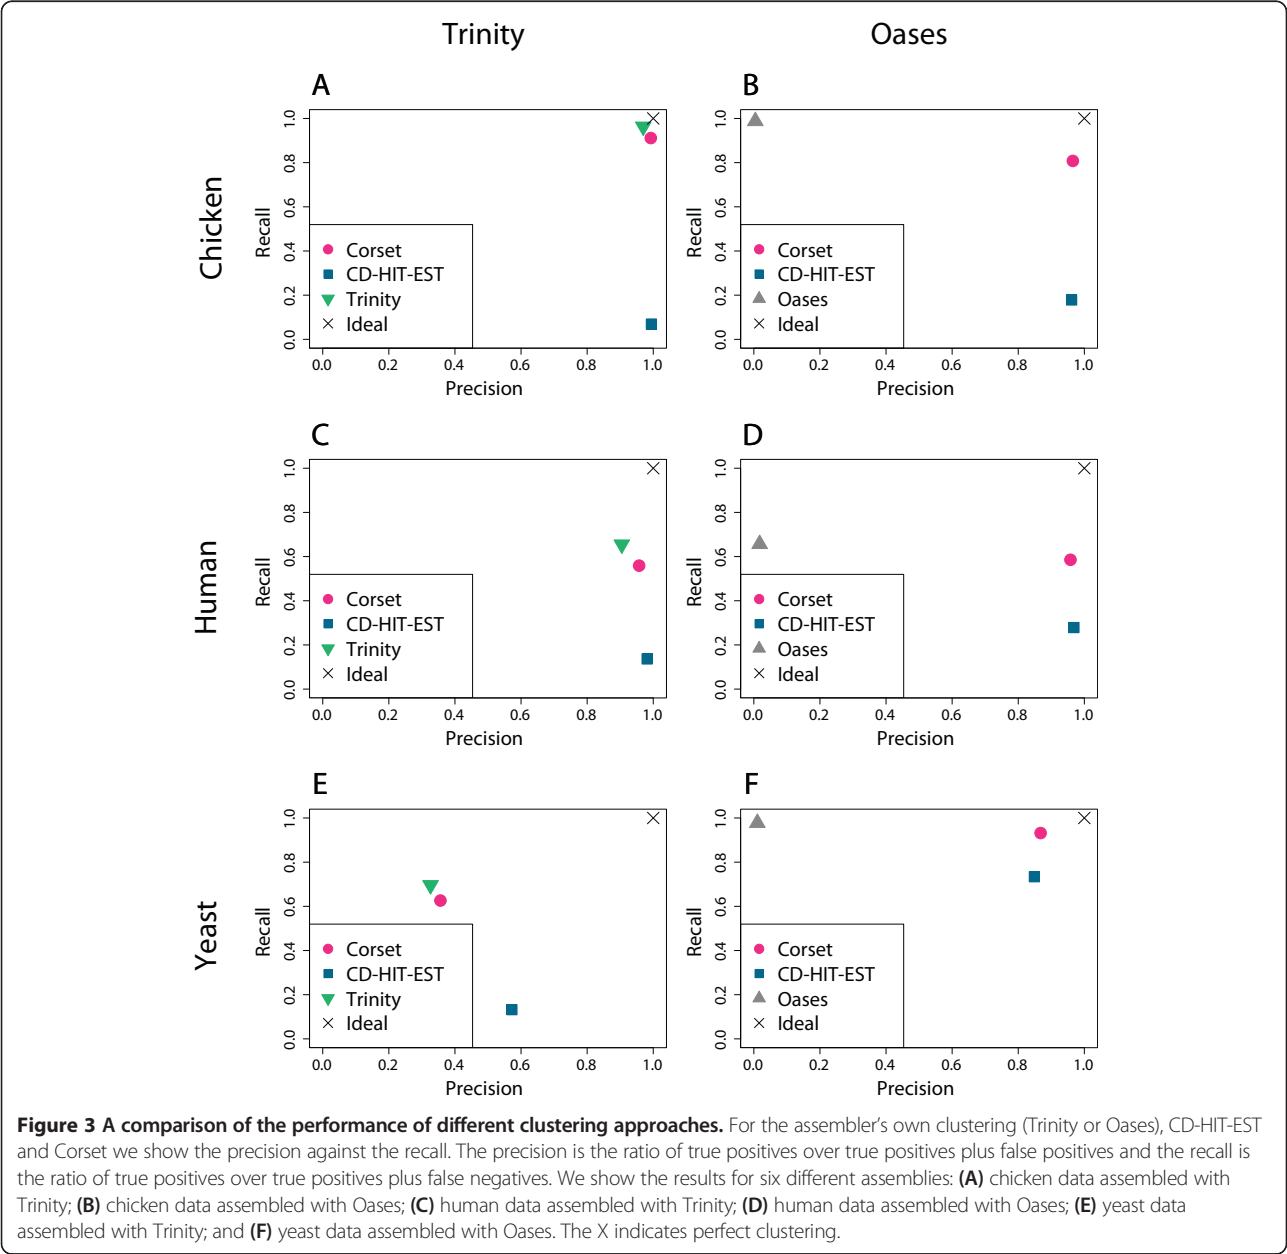 Trinity
Oases
Chicken
A
1.0
0.8
0.6
0.4
0.2
0.0
Recall
Corset
CD-HIT-EST
Trinity
Ideal
0.0 0.2 0.4 0.6 0.8 1.0
Precision
B
1.0
0.8
0.6
0.4
0.2
0.0
Recall
Corset
CD-HIT-EST
Oases
Ideal
0.0 0.2 0.4 0.6 0.8 1.0
Precision
Human
C
1.0
0.8
0.6
0.4
0.2
0.0
Recall
Corset
CD-HIT-EST
Trinity
Ideal
0.0 0.2 0.4 0.6 0.8 1.0
Precision
D
1.0
0.8
0.6
0.4
0.2
0.0
Recall
Corset
CD-HIT-EST
Oases
Ideal
0.0 0.2 0.4 0.6 0.8 1.0
Precision
Yeast
E
1.0
0.8
0.6
0.4
0.2
0.0
Recall
Corset
CD-HIT-EST
Trinity
Ideal
0.0 0.2 0.4 0.6 0.8 1.0
Precision
F
1.0
0.8
0.6
0.4
0.2
0.0
Recall
Corset
CD-HIT-EST
Oases
Ideal
0.0 0.2 0.4 0.6 0.8 1.0
Precision
Figure 3 A comparison of the performance of different clustering approaches. For the assembler's own clustering (Trinity or Oases), CD-HIT-EST
and Corset we show the precision against the recall. The precision is the ratio of true positives over true positives plus false positives and the recall is
the ratio of true positives over true positives plus false negatives. We show the results for six different assemblies: (A) chicken data assembled with
Trinity; (B) chicken data assembled with Oases; (C) human data assembled with Trinity; (D) human data assembled with Oases; (E) yeast data
assembled with Trinity; and (F) yeast data assembled with Oases. The X indicates perfect clustering.